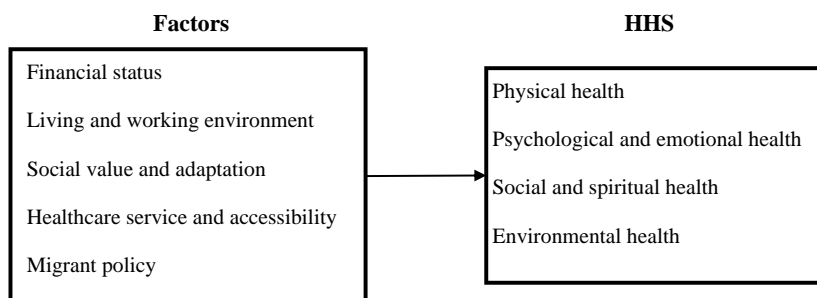 Factors
Financial status
Living and working environment
Social value and adaptation
Healthcare service and accessibility
Migrant policy
HHS
Physical health
Psychological and emotional health
Social and spiritual health
Environmental health